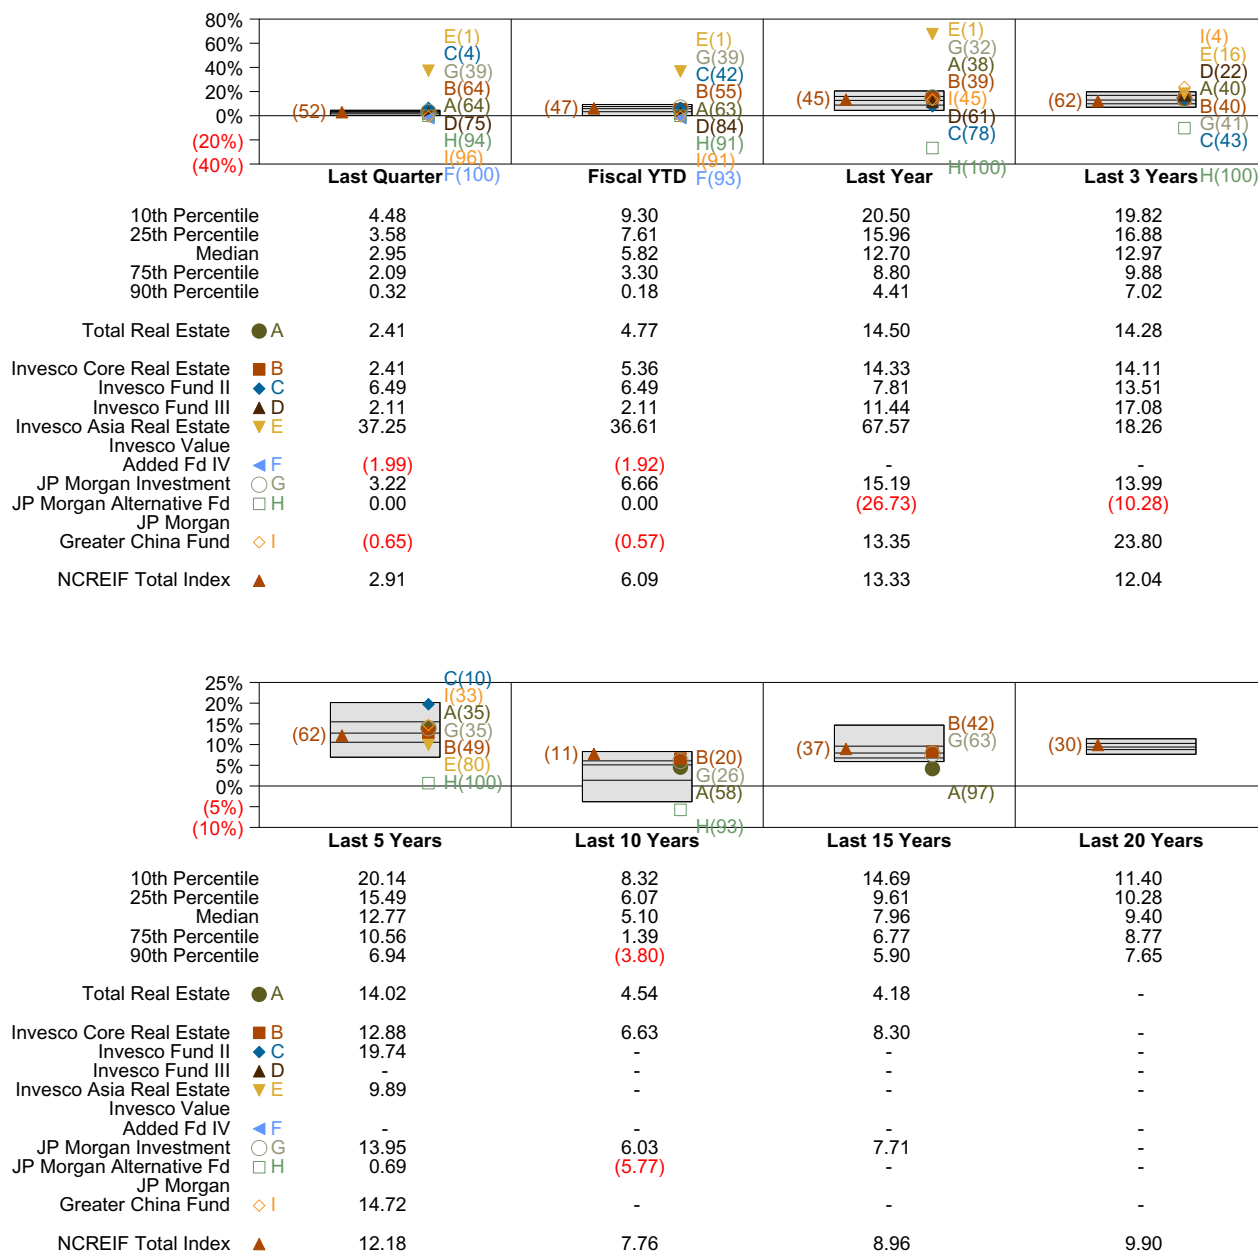 80%
60%
40%
20%
0%
(20%)
(40%)
Last Quarter
Fiscal YTD
Last Year
Last 3 Years
(52)
E(1)
C(4)
G(39)
B(64)
A(64)
D(75)
H(94)
I(96)
F(100)
(47)
E(1)
G(39)
C(42)
B(55)
A(63)
D(84)
H(91)
I(91)
F(93)
(45)
E(1)
G(32)
A(38)
B(39)
I(45)
D(61)
C(78)
H(100)
(62)
I(4)
E(16)
D(22)
A(40)
B(40)
G(41)
C(43)
H(100)
10th Percentile 4.48 9.30 20.50 19.82
25th Percentile 3.58 7.61 15.96 16.88
Median 2.95 5.82 12.70 12.97
75th Percentile 2.09 3.30 8.80 9.88
90th Percentile 0.32 0.18 4.41 7.02
Total Real Estate A 2.41 4.77 14.50 14.28
Invesco Core Real Estate B 2.41 5.36 14.33 14.11
Invesco Fund II C 6.49 6.49 7.81 13.51
Invesco Fund III D 2.11 2.11 11.44 17.08
Invesco Asia Real Estate E 37.25 36.61 67.57 18.26
Invesco Value
Added Fd IV F (1.99) (1.92) - -
JP Morgan Investment G 3.22 6.66 15.19 13.99
JP Morgan Alternative Fd H 0.00 0.00 (26.73) (10.28)
JP Morgan
Greater China Fund I (0.65) (0.57) 13.35 23.80
NCREIF Total Index 2.91 6.09 13.33 12.04
25%
20%
15%
10%
5%
0%
(5%)
(10%)
Last 5 Years
Last 10 Years
Last 15 Years
Last 20 Years
(62)
C(10)
I(33)
A(35)
G(35)
B(49)
E(80)
H(100)
(11)
B(20)
G(26)
A(58)
H(93)
(37)
B(42)
G(63)
A(97)
(30)
10th Percentile 20.14 8.32 14.69 11.40
25th Percentile 15.49 6.07 9.61 10.28
Median 12.77 5.10 7.96 9.40
75th Percentile 10.56 1.39 6.77 8.77
90th Percentile 6.94 (3.80) 5.90 7.65
Total Real Estate A 14.02 4.54 4.18 -
Invesco Core Real Estate B 12.88 6.63 8.30 -
Invesco Fund II C 19.74 - - -
Invesco Fund III D - - - -
Invesco Asia Real Estate E 9.89 - - -
Invesco Value
Added Fd IV F - - - -
JP Morgan Investment G 13.95 6.03 7.71 -
JP Morgan Alternative Fd H 0.69 (5.77) - -
JP Morgan
Greater China Fund I 14.72 - - -
NCREIF Total Index 12.18 7.76 8.96 9.90